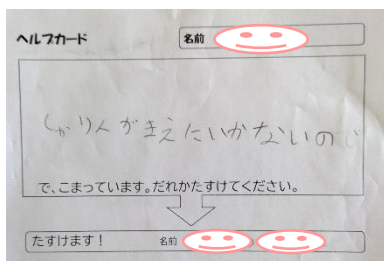 ヘルプカード
名前
しゃりんがまえにいかないので
で、こまっています。だれかたすけてください。
たすけます!
名前